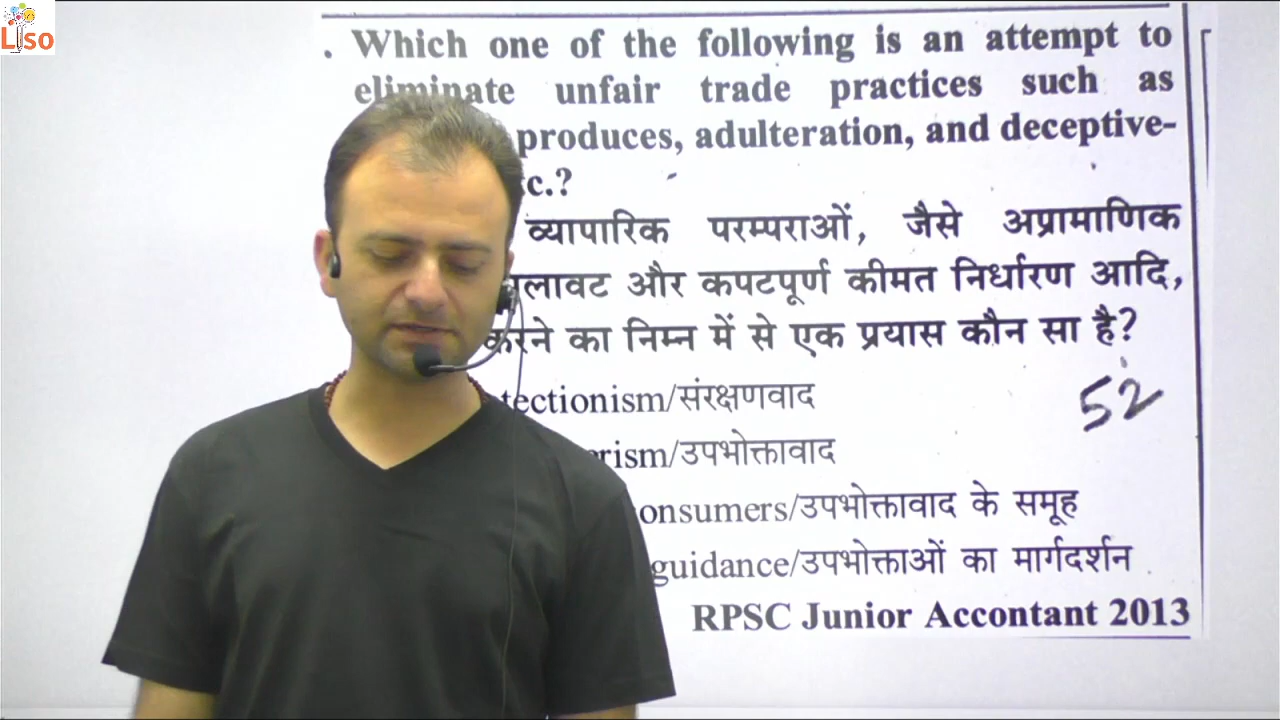 Liso
. Which one of the following is an attempt to
eliminate unfair trade practices such as
produces, adulteration, and deceptive-
c.?
व्यापारिक परम्पराओं, जैसे अप्रामाणिक
लावट और कपटपूर्ण कीमत निर्धारण आदि,
करने का निम्न में से एक प्रयास कौन सा है?
tectionism/संरक्षणवाद
52
rism/उपभोक्तावाद
onsumers/उपभोक्तावाद के समूह
guidance/उपभोक्ताओं का मार्गदर्शन
RPSC Junior Accontant 2013